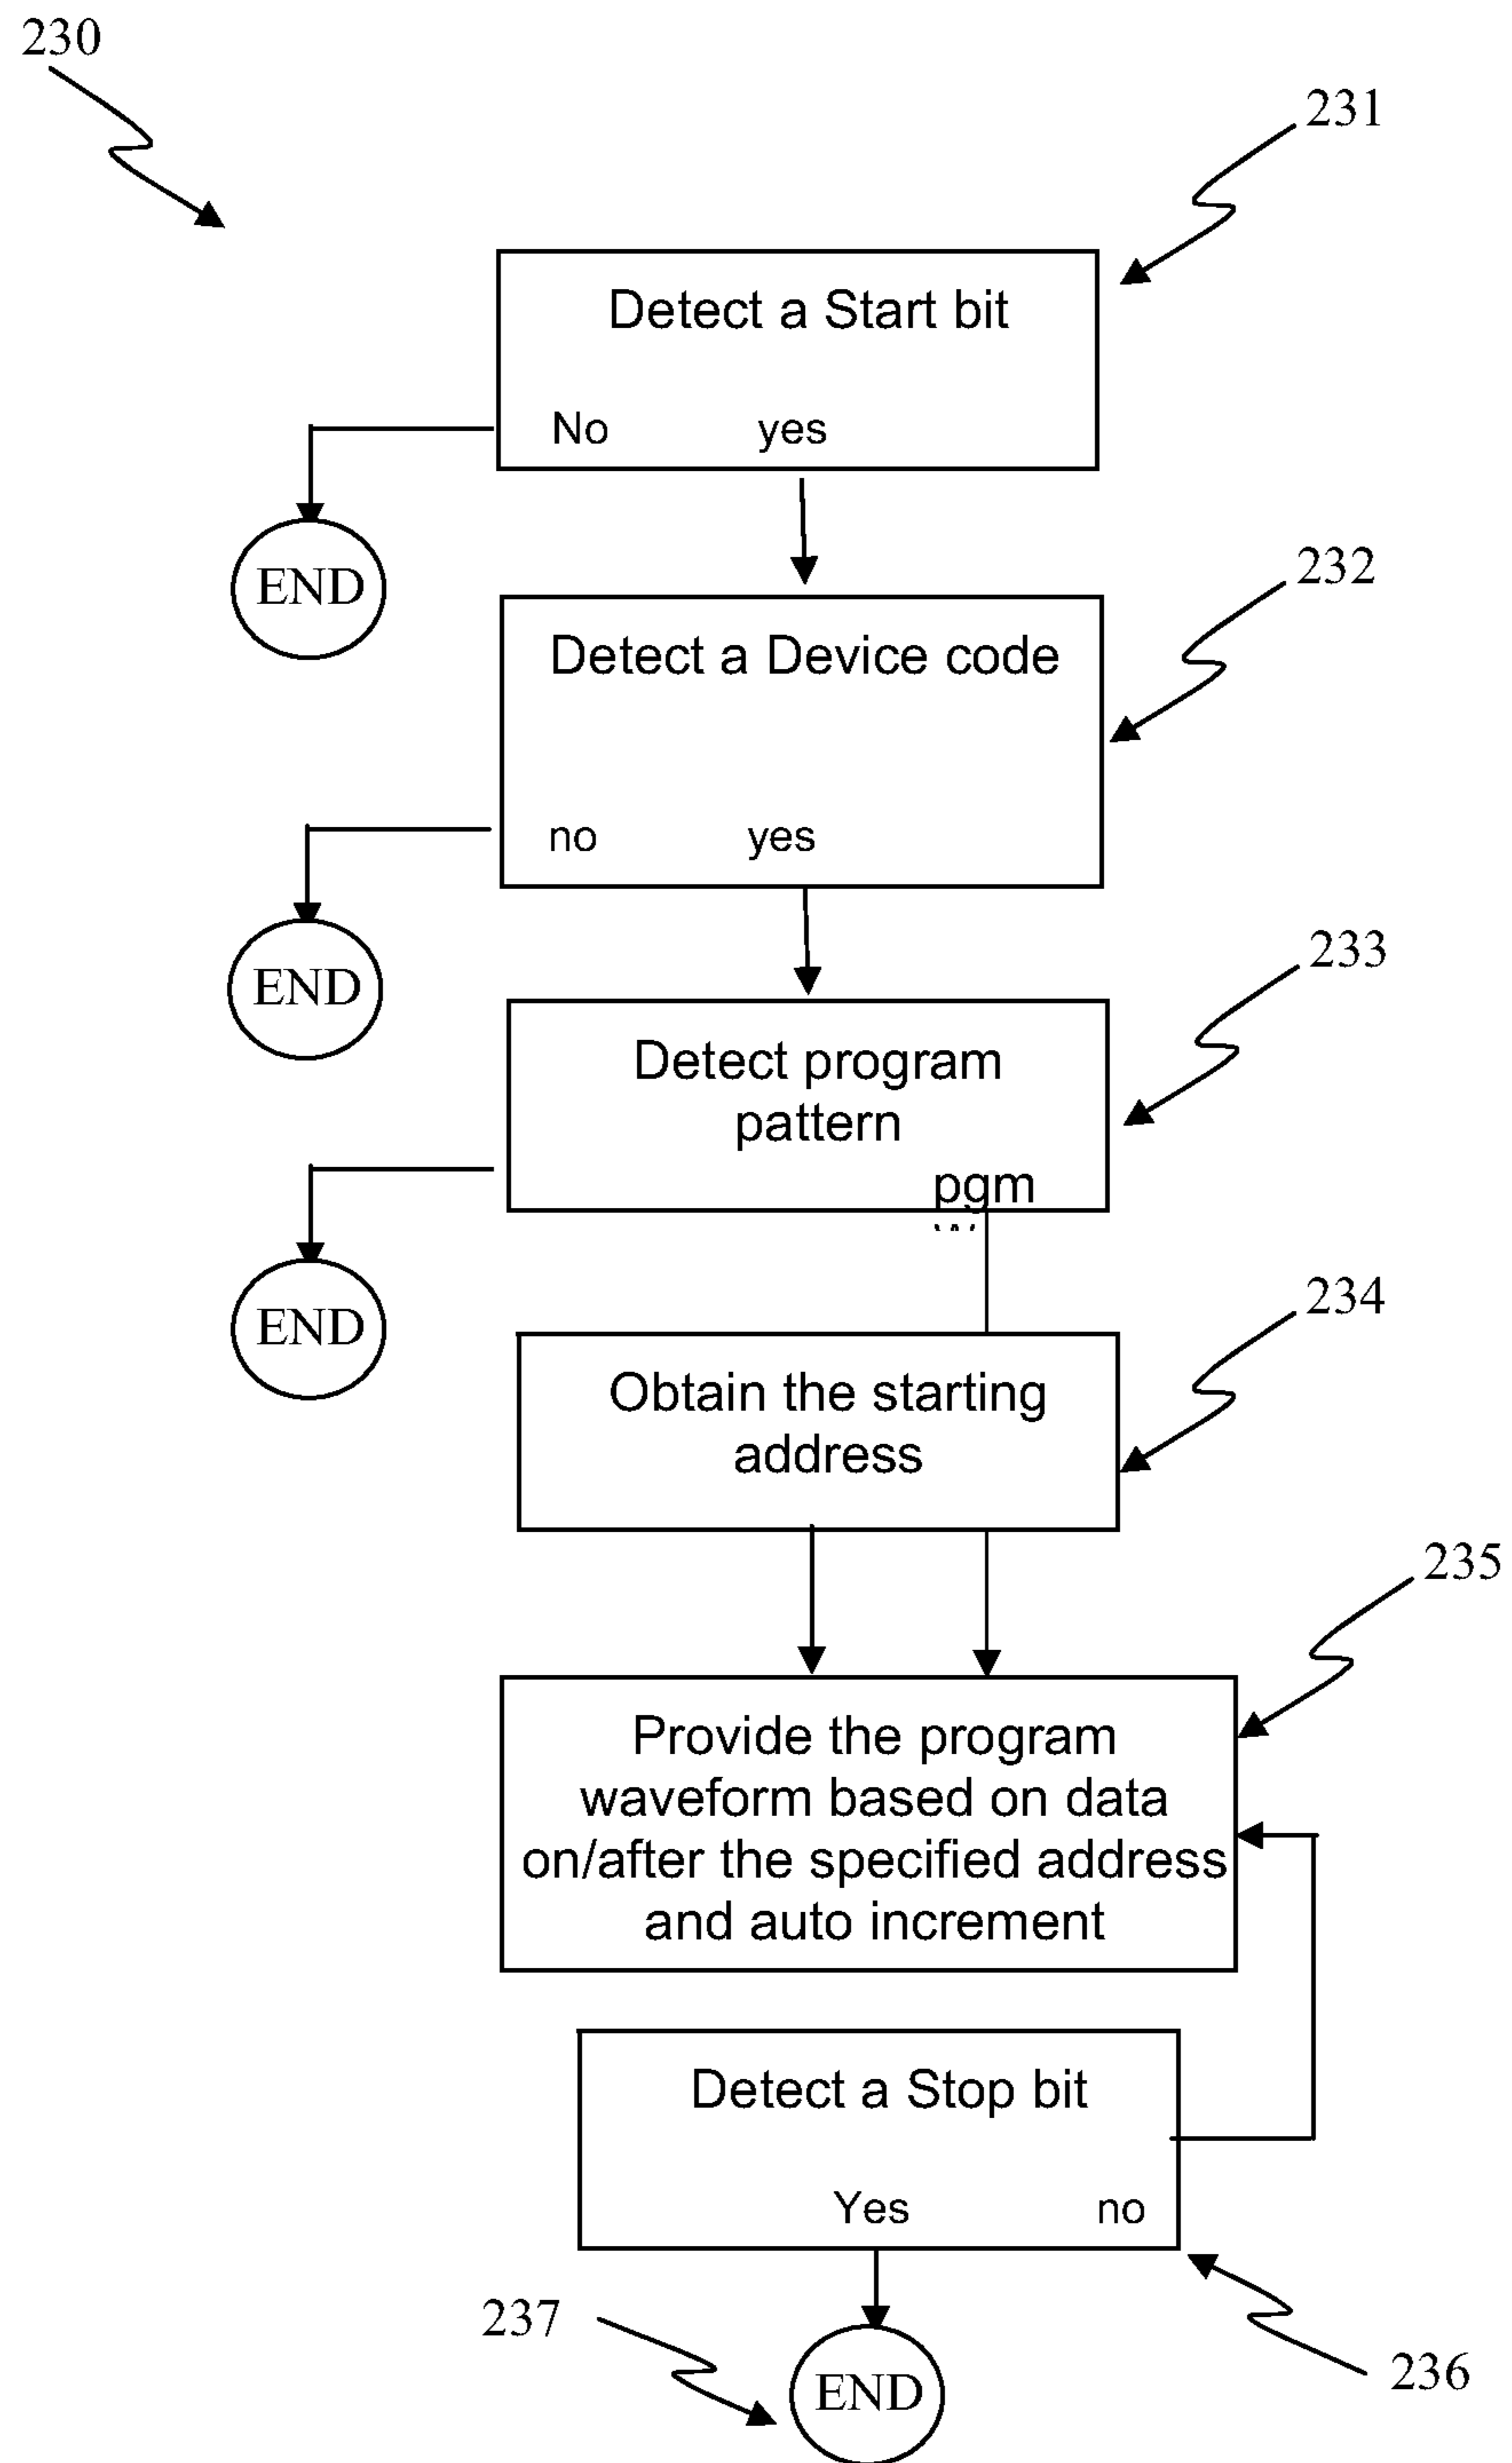 230
231
Detect a Start bit
No yes
END
232
Detect a Device code
no yes
END
233
Detect program
pattern
pgm
END
234
Obtain the starting
address
235
Provide the program
waveform based on data
on/after the specified address
and auto increment
Detect a Stop bit
Yes no
237
236
END